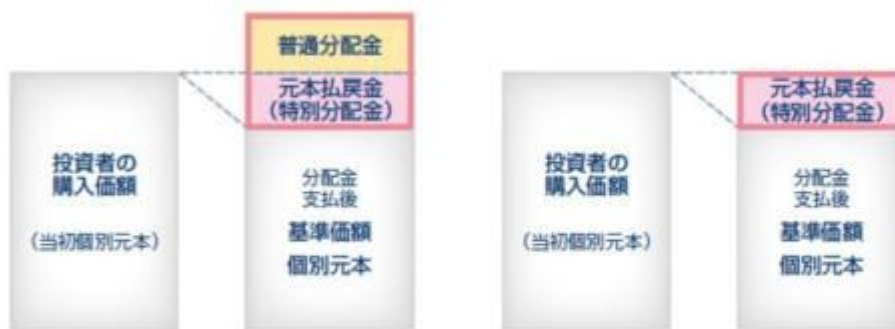 普通分配金
元本払戻金
(特別分配金)
投資者の
購入価額
(当初個別元本)
分配金
支払後
基準価額
個別元本
元本払戻金
(特別分配金)
投資者の
購入価額
(当初個別元本)
分配金
支払後
基準価額
個別元本